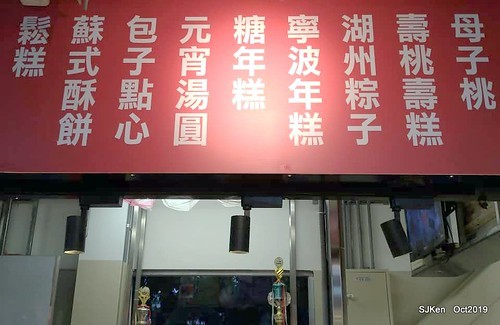 母子桃
壽桃壽糕
湖州粽子
寧波年糕
糖年糕
元宵湯圓
包子點心
蘇式酥餅
鬆糕
SJKen Oct2019